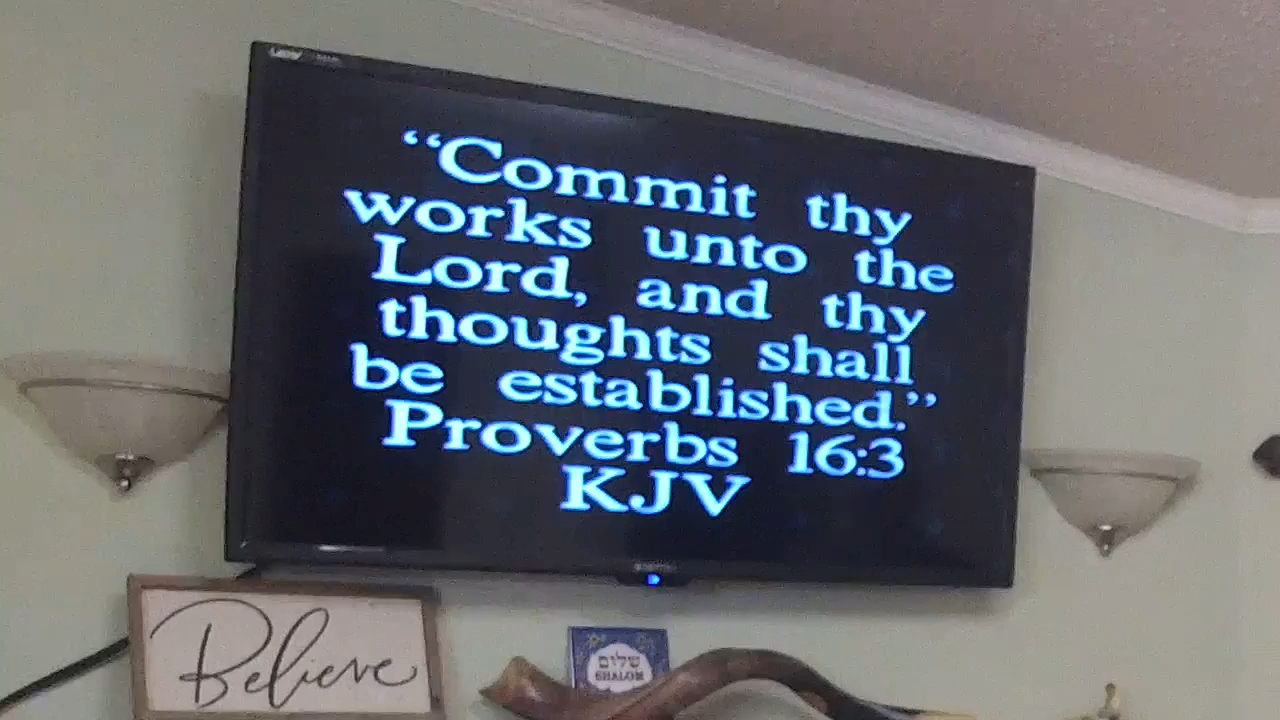 “Commit thy
works unto the
Lord, and thy
thoughts shall
be established.”
Proverbs 16:3
KJV
Believe
שלום
SHALOM